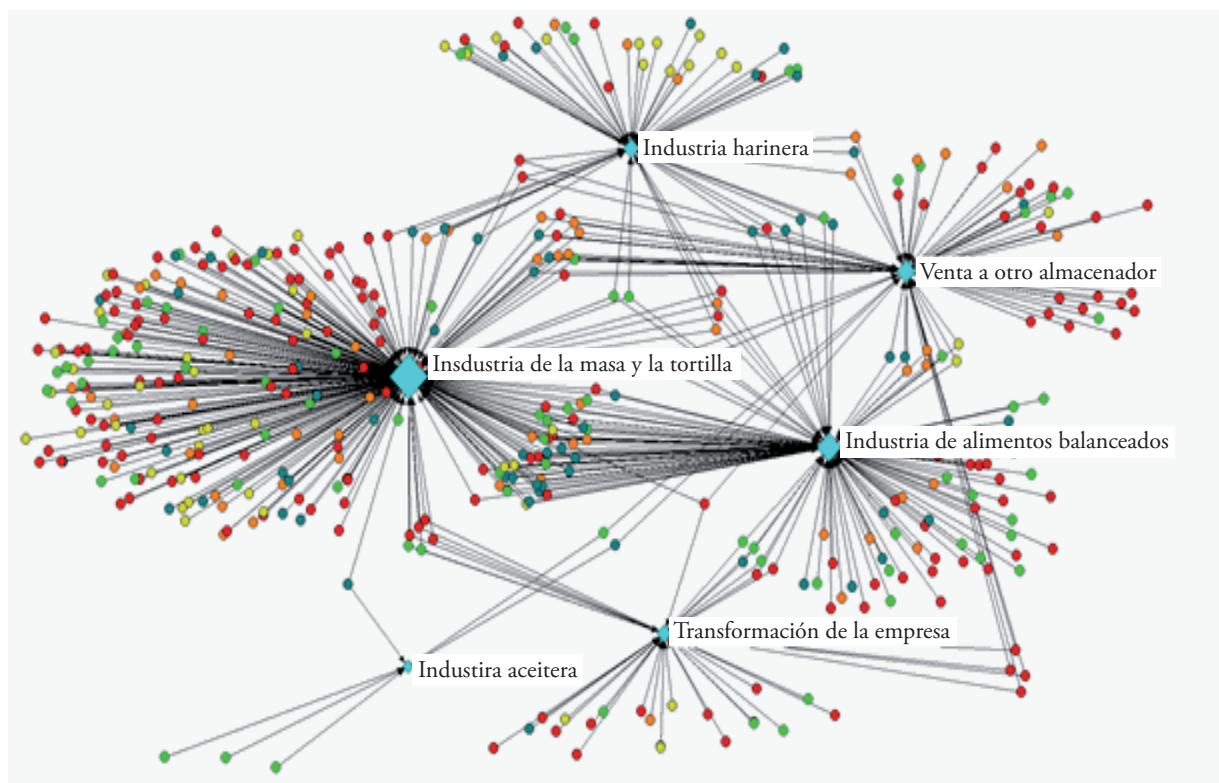 Industria harinera
Venta a otro almacenador
Insdustria de la masa y la tortilla
Industria de alimentos balanceados
Transformación de la empresa
Industira aceitera